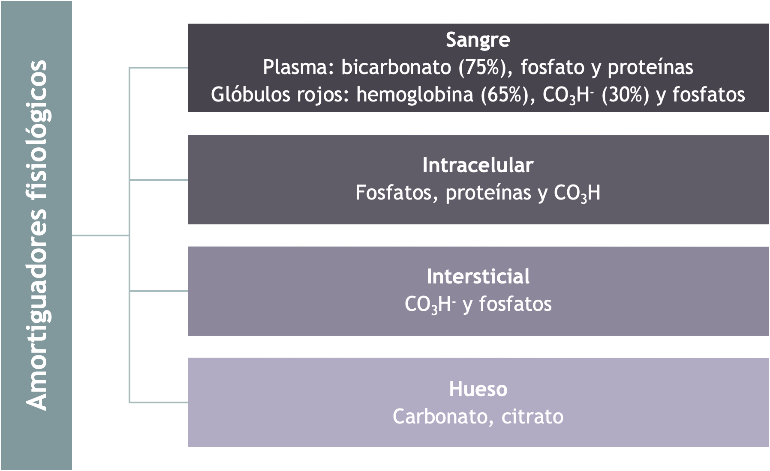 Amortiguadores fisiológicos
Sangre
Plasma: bicarbonato (75%), fosfato y proteínas
Glóbulos rojos: hemoglobina (65%), CO₃H⁻ (30%) y fosfatos
Intracelular
Fosfatos, proteínas y CO₃H
Intersticial
CO₃H⁻ y fosfatos
Hueso
Carbonato, citrato